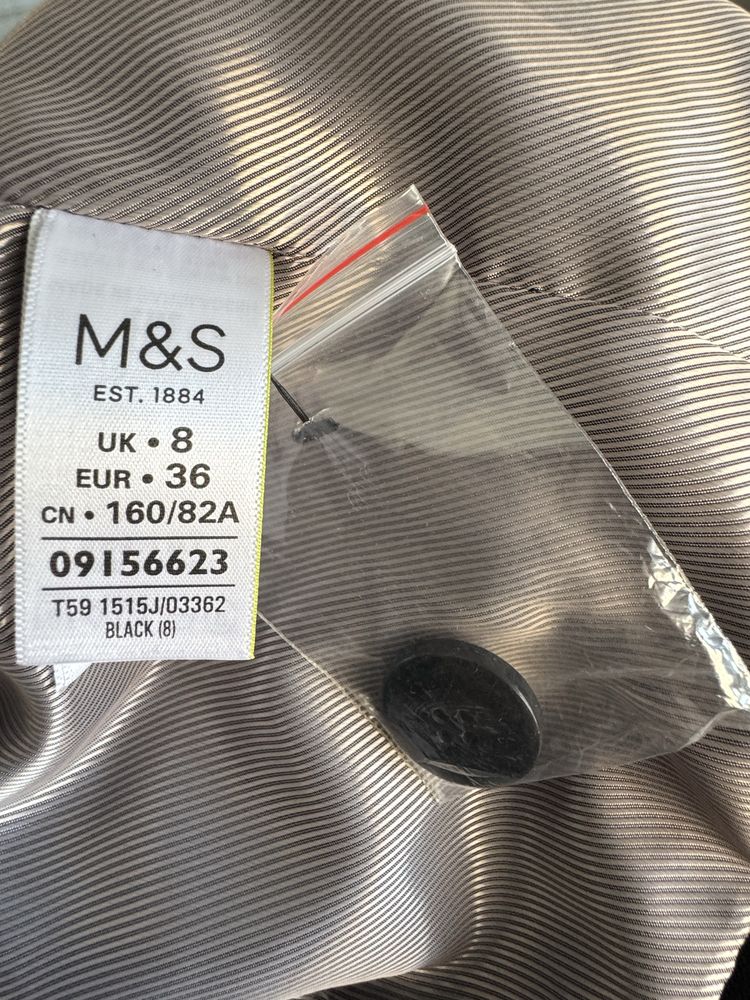 M&S
EST. 1884
UK • 8
EUR • 36
CN • 160/82A
09156623
T59 1515J/03362
BLACK (8)